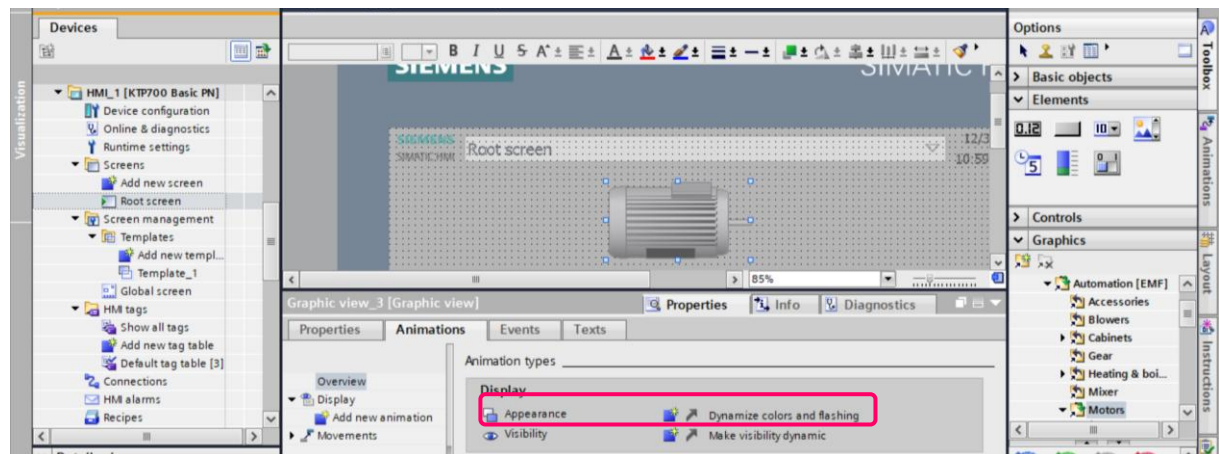 Visualization
Devices
HMI_1 [KTP700 Basic PN]
Device configuration
Online & diagnostics
Runtime settings
Screens
Add new screen
Root screen
Screen management
Templates
Add new templ...
Template_1
Global screen
HMI tags
Show all tags
Add new tag table
Default tag table [3]
Connections
HMI alarms
Recipes
B I U S A A
SIEMENS
SIMATIC
SIEMENS
SIMATIC HMI
Root screen
12/3
10:59
85%
Graphic view_3 [Graphic view]
Properties
Info
Diagnostics
Properties
Animations
Events
Texts
Overview
Display
Add new animation
Movements
Animation types
Display
Appearance
Dynamize colors and flashing
Visibility
Make visibility dynamic
Options
Basic objects
Elements
0.12
10
5
0 1
Controls
Graphics
Automation [EMF]
Accessories
Blowers
Cabinets
Gear
Heating & boi...
Mixer
Motors
Toolbox
Animations
Layout
Instructions